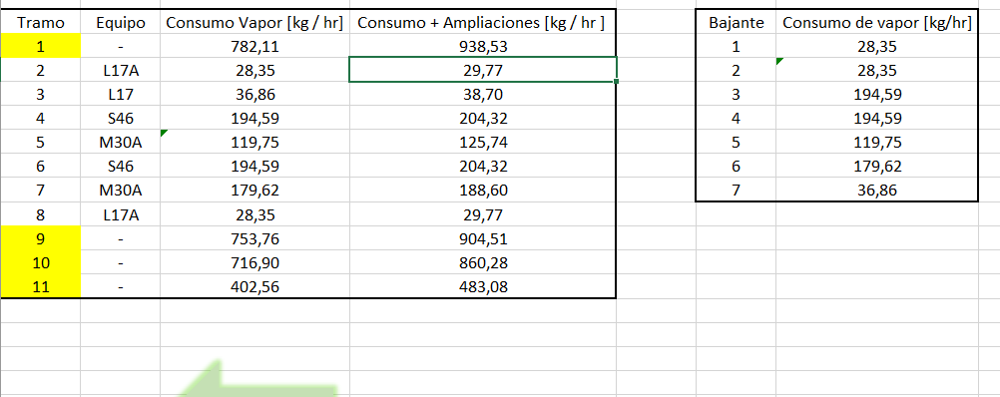 Tramo Equipo Consumo Vapor [kg / hr] Consumo + Ampliaciones [kg / hr ] Bajante Consumo de vapor [kg/hr]
1 - 782,11 938,53 1 28,35
2 L17A 28,35 29,77 2 28,35
3 L17 36,86 38,70 3 194,59
4 S46 194,59 204,32 4 194,59
5 M30A 119,75 125,74 5 119,75
6 S46 194,59 204,32 6 179,62
7 M30A 179,62 188,60 7 36,86
8 L17A 28,35 29,77
9 - 753,76 904,51
10 - 716,90 860,28
11 - 402,56 483,08